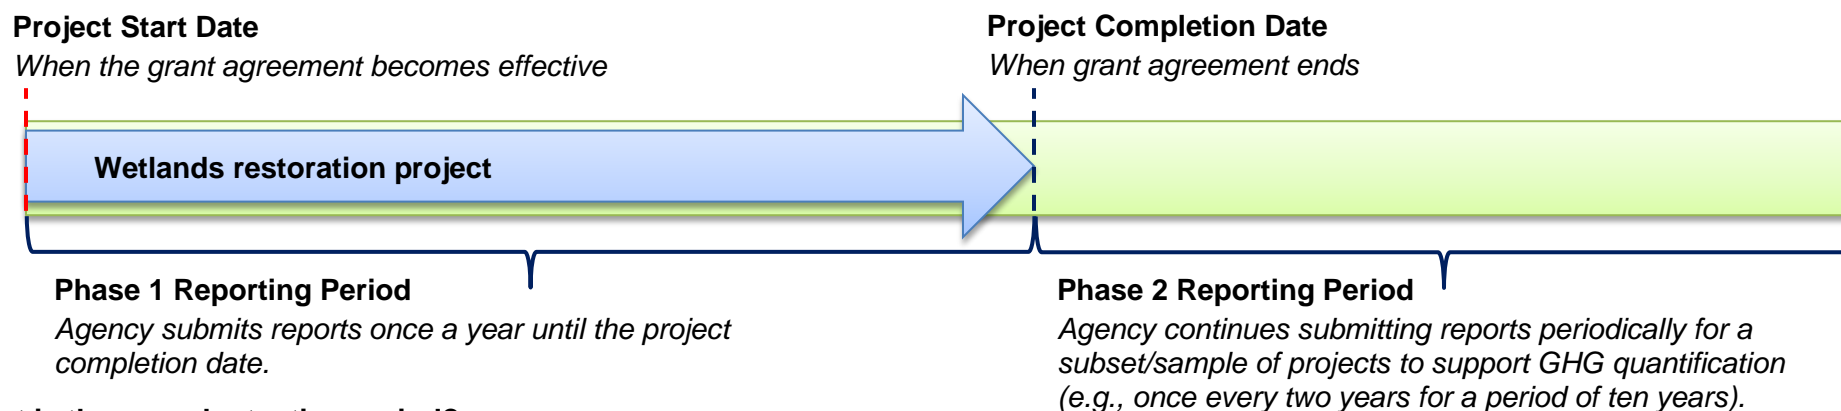 Project Start Date
When the grant agreement becomes effective
Project Completion Date
When grant agreement ends
Wetlands restoration project
Phase 1 Reporting Period
Agency submits reports once a year until the project
completion date.
Phase 2 Reporting Period
Agency continues submitting reports periodically for a
subset/sample of projects to support GHG quantification
(e.g., once every two years for a period of ten years).